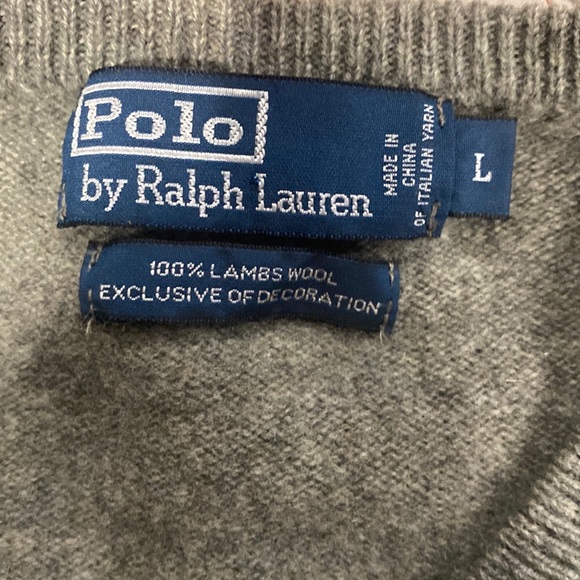 Polo
by Ralph Lauren
MADE IN
CHINA
OF ITALIAN YARN
L
100% LAMBS WOOL
EXCLUSIVE OF DECORATION